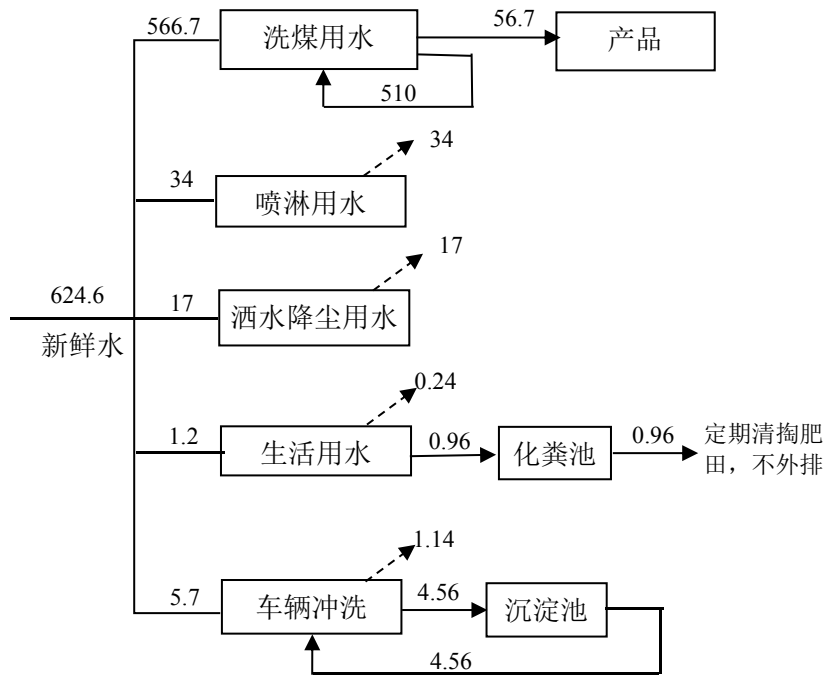 566.7
洗煤用水
56.7
产品
510
34
34
喷淋用水
17
624.6
17
洒水降尘用水
新鲜水
0.24
1.2
生活用水
0.96
化粪池
0.96
定期清掏肥
田，不外排
1.14
5.7
车辆冲洗
4.56
沉淀池
4.56